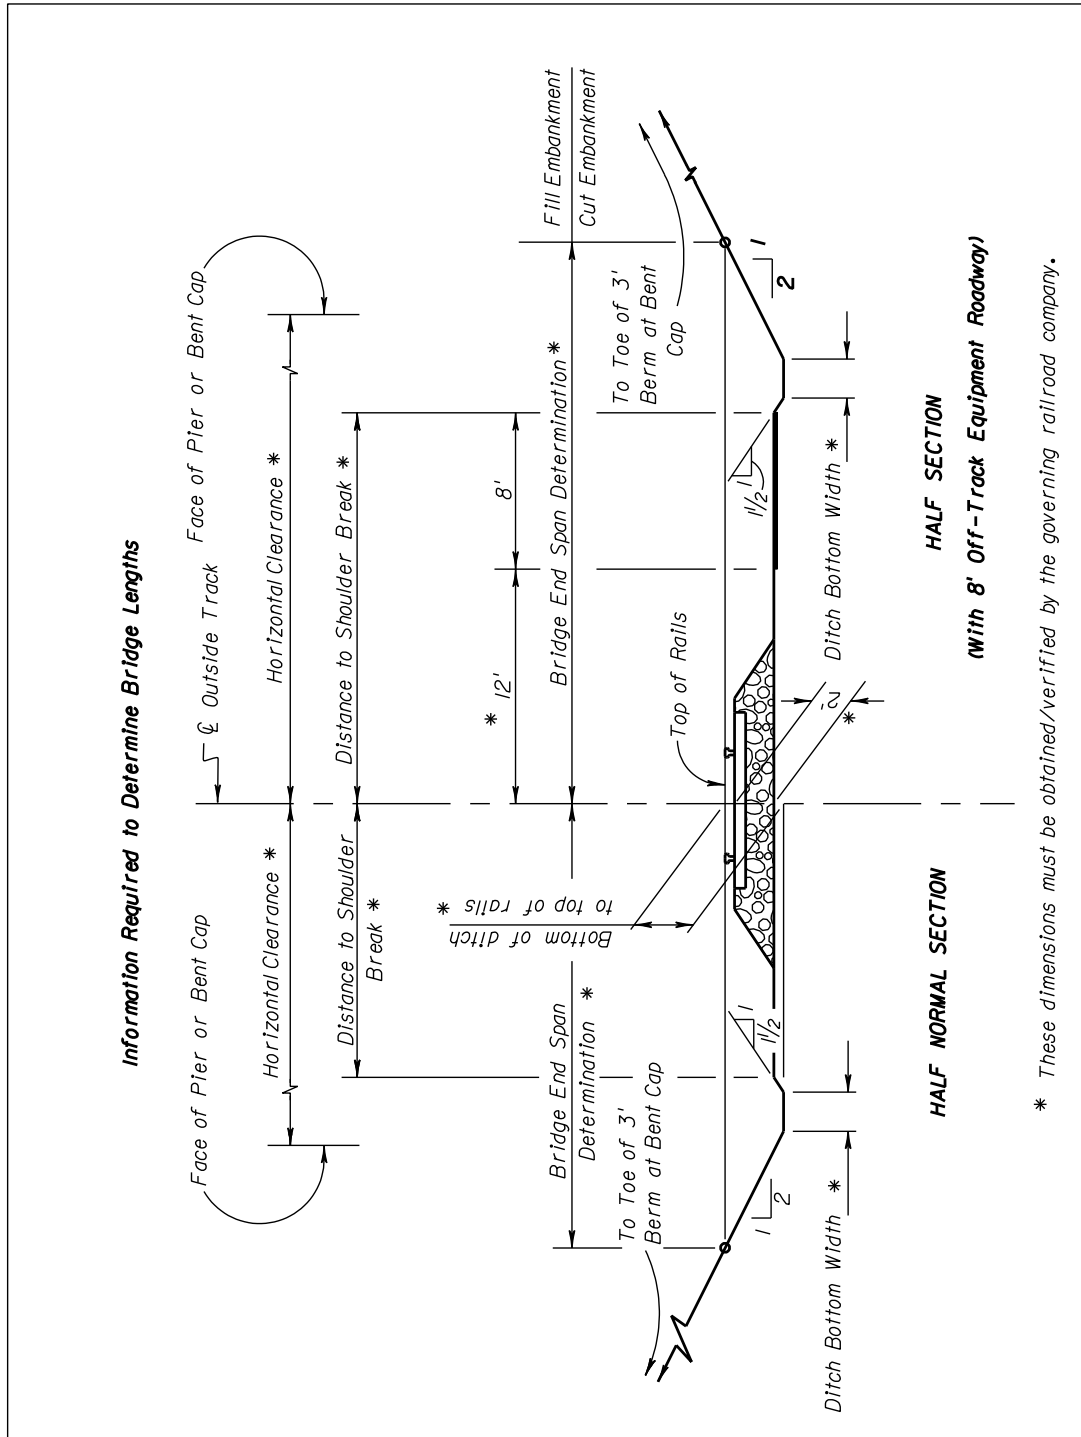 Information Required to Determine Bridge Lengths
℄ Outside Track
Face of Pier or Bent Cap
Face of Pier or Bent Cap
Horizontal Clearance *
Horizontal Clearance *
Distance to Shoulder
Break *
Distance to Shoulder Break *
* 12'
8'
Bridge End Span
Determination *
Bridge End Span Determination *
Fill Embankment
Cut Embankment
Bottom of ditch
to top of rails *
To Toe of 3'
Berm at Bent Cap
To Toe of 3'
Berm at Bent
Cap
Top of Rails
1
2
1
1½
1
1½
1
2
2'
*
Ditch Bottom Width *
Ditch Bottom Width *
HALF NORMAL SECTION
HALF SECTION
(With 8' Off-Track Equipment Roadway)
* These dimensions must be obtained/verified by the governing railroad company.